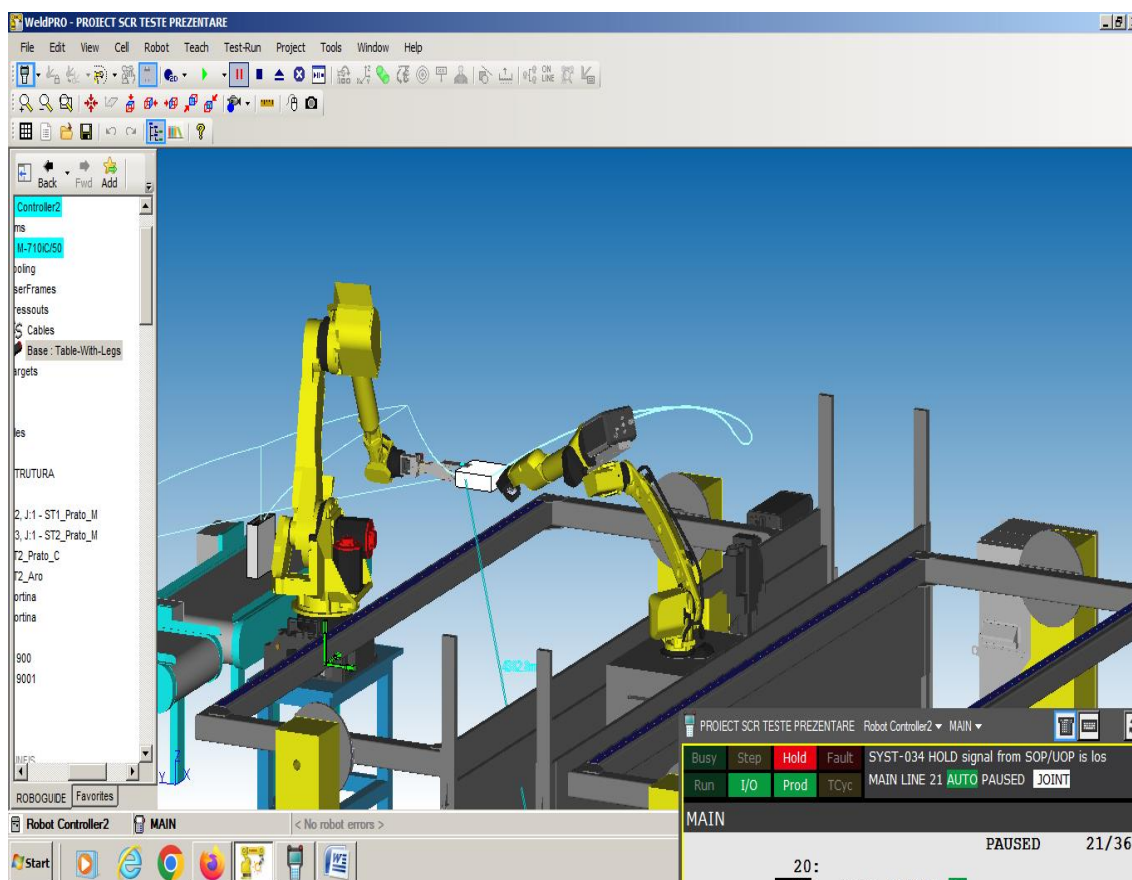 WeldPRO - PROIECT SCR TESTE PREZENTARE
File Edit View Cell Robot Teach Test-Run Project Tools Window Help
ON
LINE
Back Fwd Add
Controller2
ms
M-710iC/50
ooling
serFrames
ressouts
Cables
Base : Table-With-Legs
argets
les
TRUTURA
2, J:1 - ST1_Prato_M
3, J:1 - ST2_Prato_M
T2_Prato_C
T2_Aro
ortina
ortina
900
9001
ROBOGUIDE Favorites
Y Z X
PROIECT SCR TESTE PREZENTARE Robot Controller2 MAIN
Busy Step Hold Fault SYST-034 HOLD signal from SOP/UOP is los
Run I/O Prod TCyc MAIN LINE 21 AUTO PAUSED JOINT
MAIN
PAUSED 21/36
20:
Robot Controller2 MAIN < No robot errors >
Start